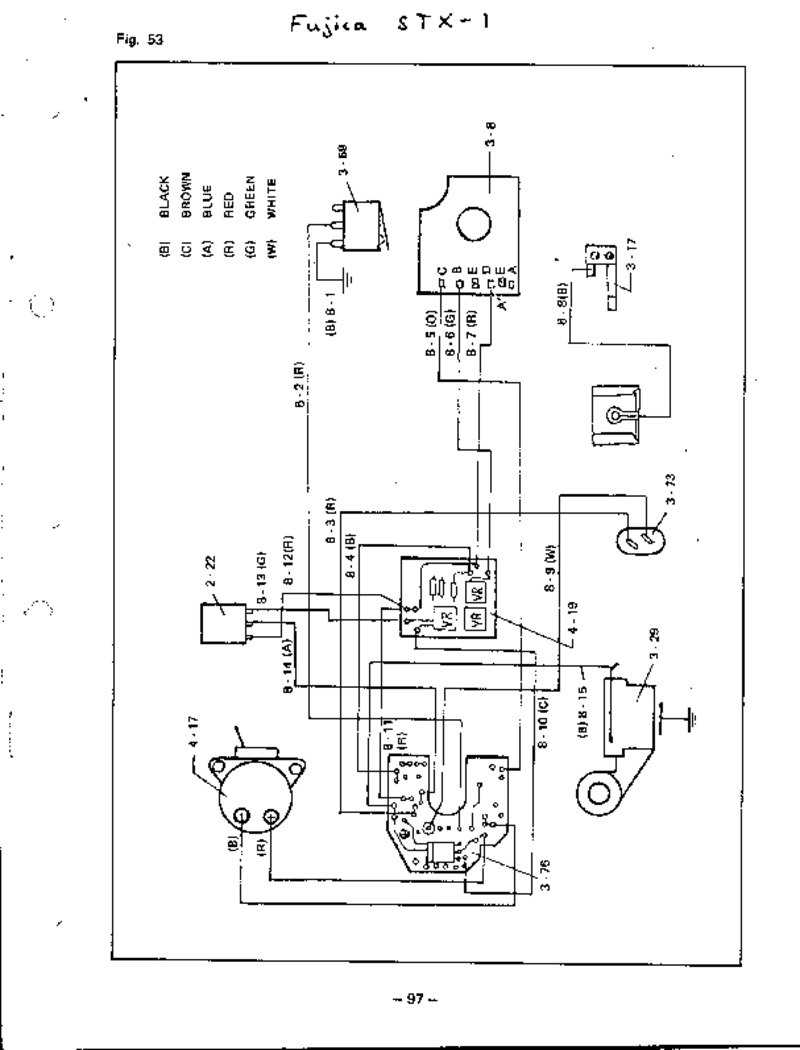 Fujica STX-1
Fig. 53
(B) BLACK
(C) BROWN
(A) BLUE
(R) RED
(G) GREEN
(W) WHITE
3-69
3-8
(B) 8-1
C
B
E
E
A
A'
3-17
8-8(B)
8-5 (O)
8-6 (G)
8-7 (R)
8-2 (R)
8-3 (R)
8-4 (B)
3-73
2-22
8-13 (G)
8-12(R)
8-14 (A)
VR
VR
VR
8-9 (W)
4-19
3-29
(B) 8-15
8-10 (C)
8-11
4-17
(B)
(R)
3-76
- 97 -